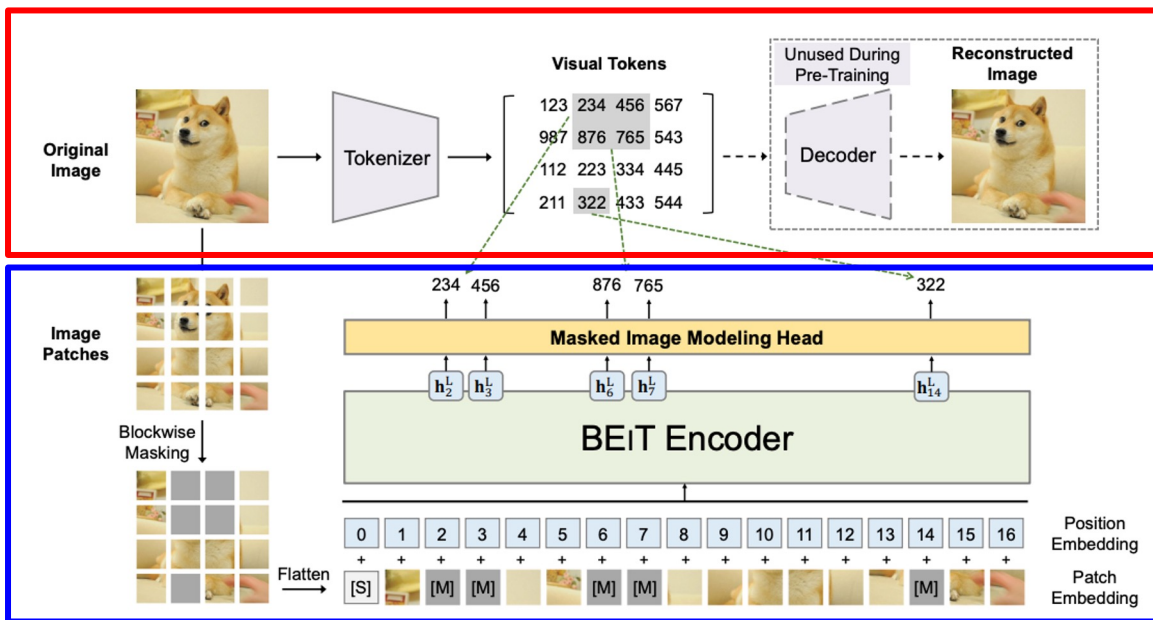 Original
Image
Tokenizer
Visual Tokens
123 234 456 567
987 876 765 543
112 223 334 445
211 322 433 544
Unused During
Pre-Training
Decoder
Reconstructed
Image
Image
Patches
Blockwise
Masking
Flatten
234 456 876 765 322
Masked Image Modeling Head
h₂ᴸ h₃ᴸ h₆ᴸ h₇ᴸ h₁₄ᴸ
BEIT Encoder
0 1 2 3 4 5 6 7 8 9 10 11 12 13 14 15 16
Position
Embedding
+ + + + + + + + + + + + + + + + +
[S] [M] [M] [M] [M] [M]
Patch
Embedding